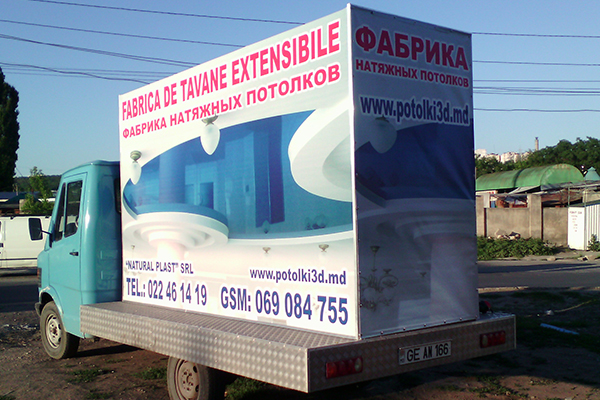 FABRICA DE TAVANE EXTENSIBILE
ФАБРИКА НАТЯЖНЫХ ПОТОЛКОВ
"NATURAL PLAST" SRL
www.potolki3d.md
TEL.: 022 46 14 19
GSM: 069 084 755
ФАБРИКА
НАТЯЖНЫХ ПОТОЛКОВ
www.potolki3d.md
GE AN 166